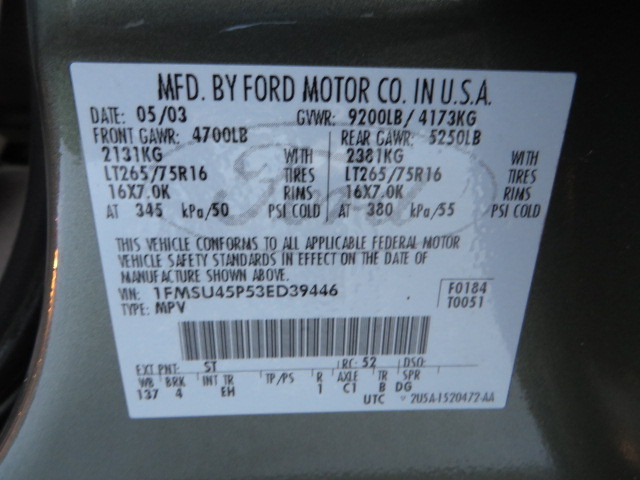 MFD. BY FORD MOTOR CO. IN U.S.A.
DATE: 05/03 GVWR: 9200LB/ 4173KG
FRONT GAWR: 4700LB REAR GAWR: 5250LB
2131KG WITH 2381KG WITH
LT265/75R16 TIRES LT265/75R16 TIRES
16X7.0K RIMS 16X7.0K RIMS
AT 345 kPa/50 PSI COLD AT 380 kPa/55 PSI COLD
Ford
THIS VEHICLE CONFORMS TO ALL APPLICABLE FEDERAL MOTOR
VEHICLE SAFETY STANDARDS IN EFFECT ON THE DATE OF
MANUFACTURE SHOWN ABOVE.
VIN: 1FMSU45P53ED39446 F0184
TYPE: MPV T0051
EXT PNT: ST RC: 52 DSO:
WB BRK INT TR TP/PS R AXLE TR SPR
137 4 EH 1 C1 B DG
UTC 2U5A-1520472-AA